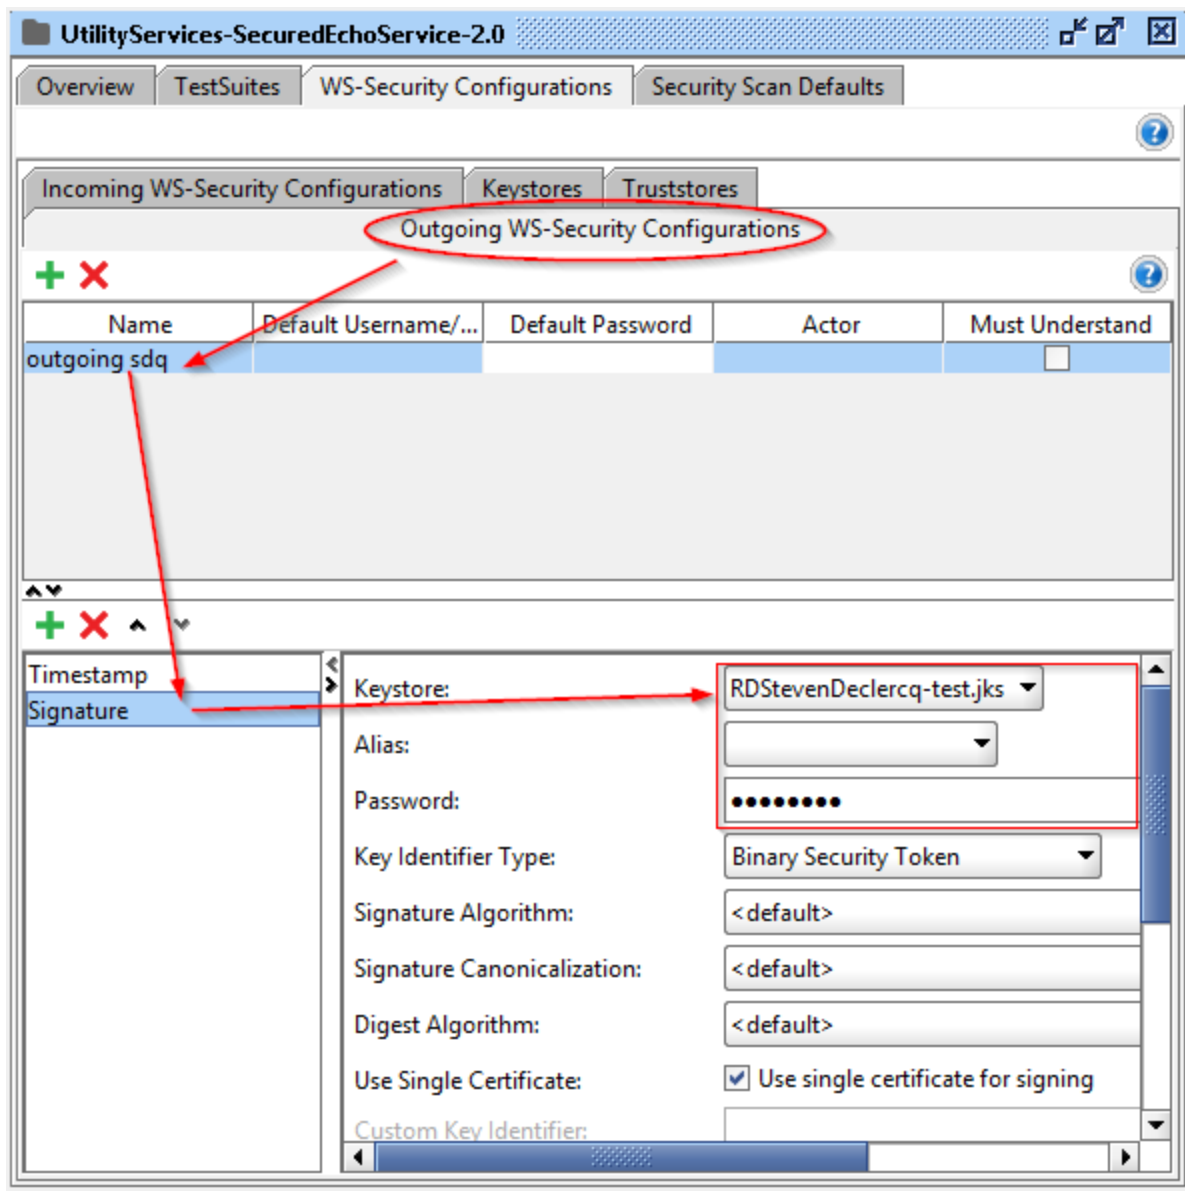 UtilityServices-SecuredEchoService-2.0
Overview TestSuites WS-Security Configurations Security Scan Defaults
Incoming WS-Security Configurations Keystores Truststores
Outgoing WS-Security Configurations
Name Default Username/... Default Password Actor Must Understand
outgoing sdq
Timestamp
Signature
Keystore: RDStevenDeclercq-test.jks
Alias:
Password: ●●●●●●●●
Key Identifier Type: Binary Security Token
Signature Algorithm: <default>
Signature Canonicalization: <default>
Digest Algorithm: <default>
Use Single Certificate: Use single certificate for signing
Custom Key Identifier: